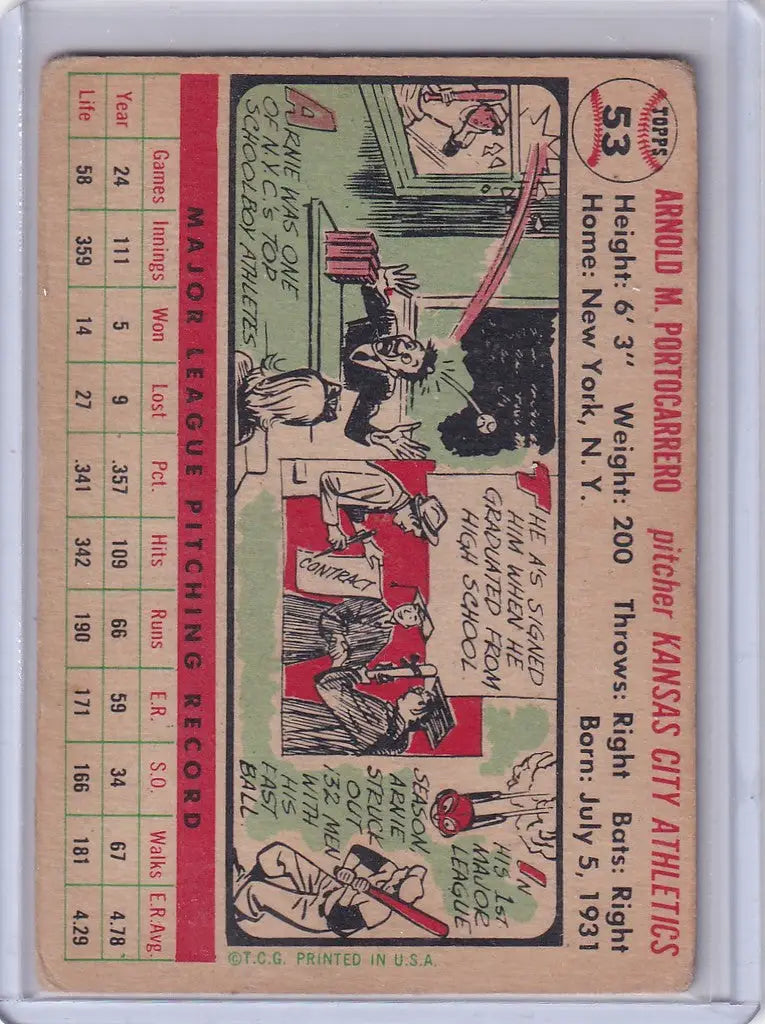 TOPPS
53
ARNOLD M. PORTOCARRERO pitcher KANSAS CITY ATHLETICS
Height: 6' 3" Weight: 200 Throws: Right Bats: Right
Home: New York, N. Y. Born: July 5, 1931
ARNIE WAS ONE
OF N.Y.C.'S TOP
SCHOOLBOY ATHLETES
THE A'S SIGNED
HIM WHEN HE
GRADUATED FROM
HIGH SCHOOL.
CONTRACT
IN
HIS 1ST
MAJOR
LEAGUE
SEASON
ARNIE
STRUCK
OUT
132 MEN
WITH
HIS
FAST
BALL
©T.C.G. PRINTED IN U.S.A.
MAJOR LEAGUE PITCHING RECORD
Games Innings Won Lost Pct. Hits Runs E.R. S.O. Walks E.R.Avg.
Year 24 111 5 9 .357 109 66 59 34 67 4.78
Life 58 359 14 27 .341 342 190 171 166 181 4.29